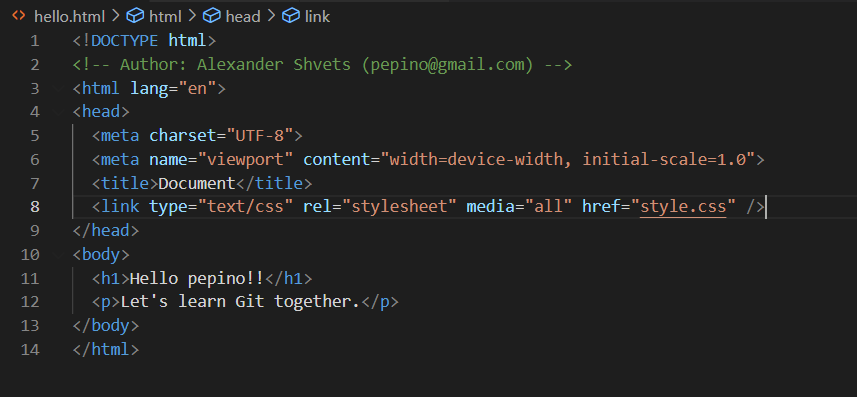 <> hello.html > html > head > link
1 <!DOCTYPE html>
2 <!-- Author: Alexander Shvets (pepino@gmail.com) -->
3 <html lang="en">
4 <head>
5   <meta charset="UTF-8">
6   <meta name="viewport" content="width=device-width, initial-scale=1.0">
7   <title>Document</title>
8   <link type="text/css" rel="stylesheet" media="all" href="style.css" />
9 </head>
10 <body>
11   <h1>Hello pepino!!</h1>
12   <p>Let's learn Git together.</p>
13 </body>
14 </html>